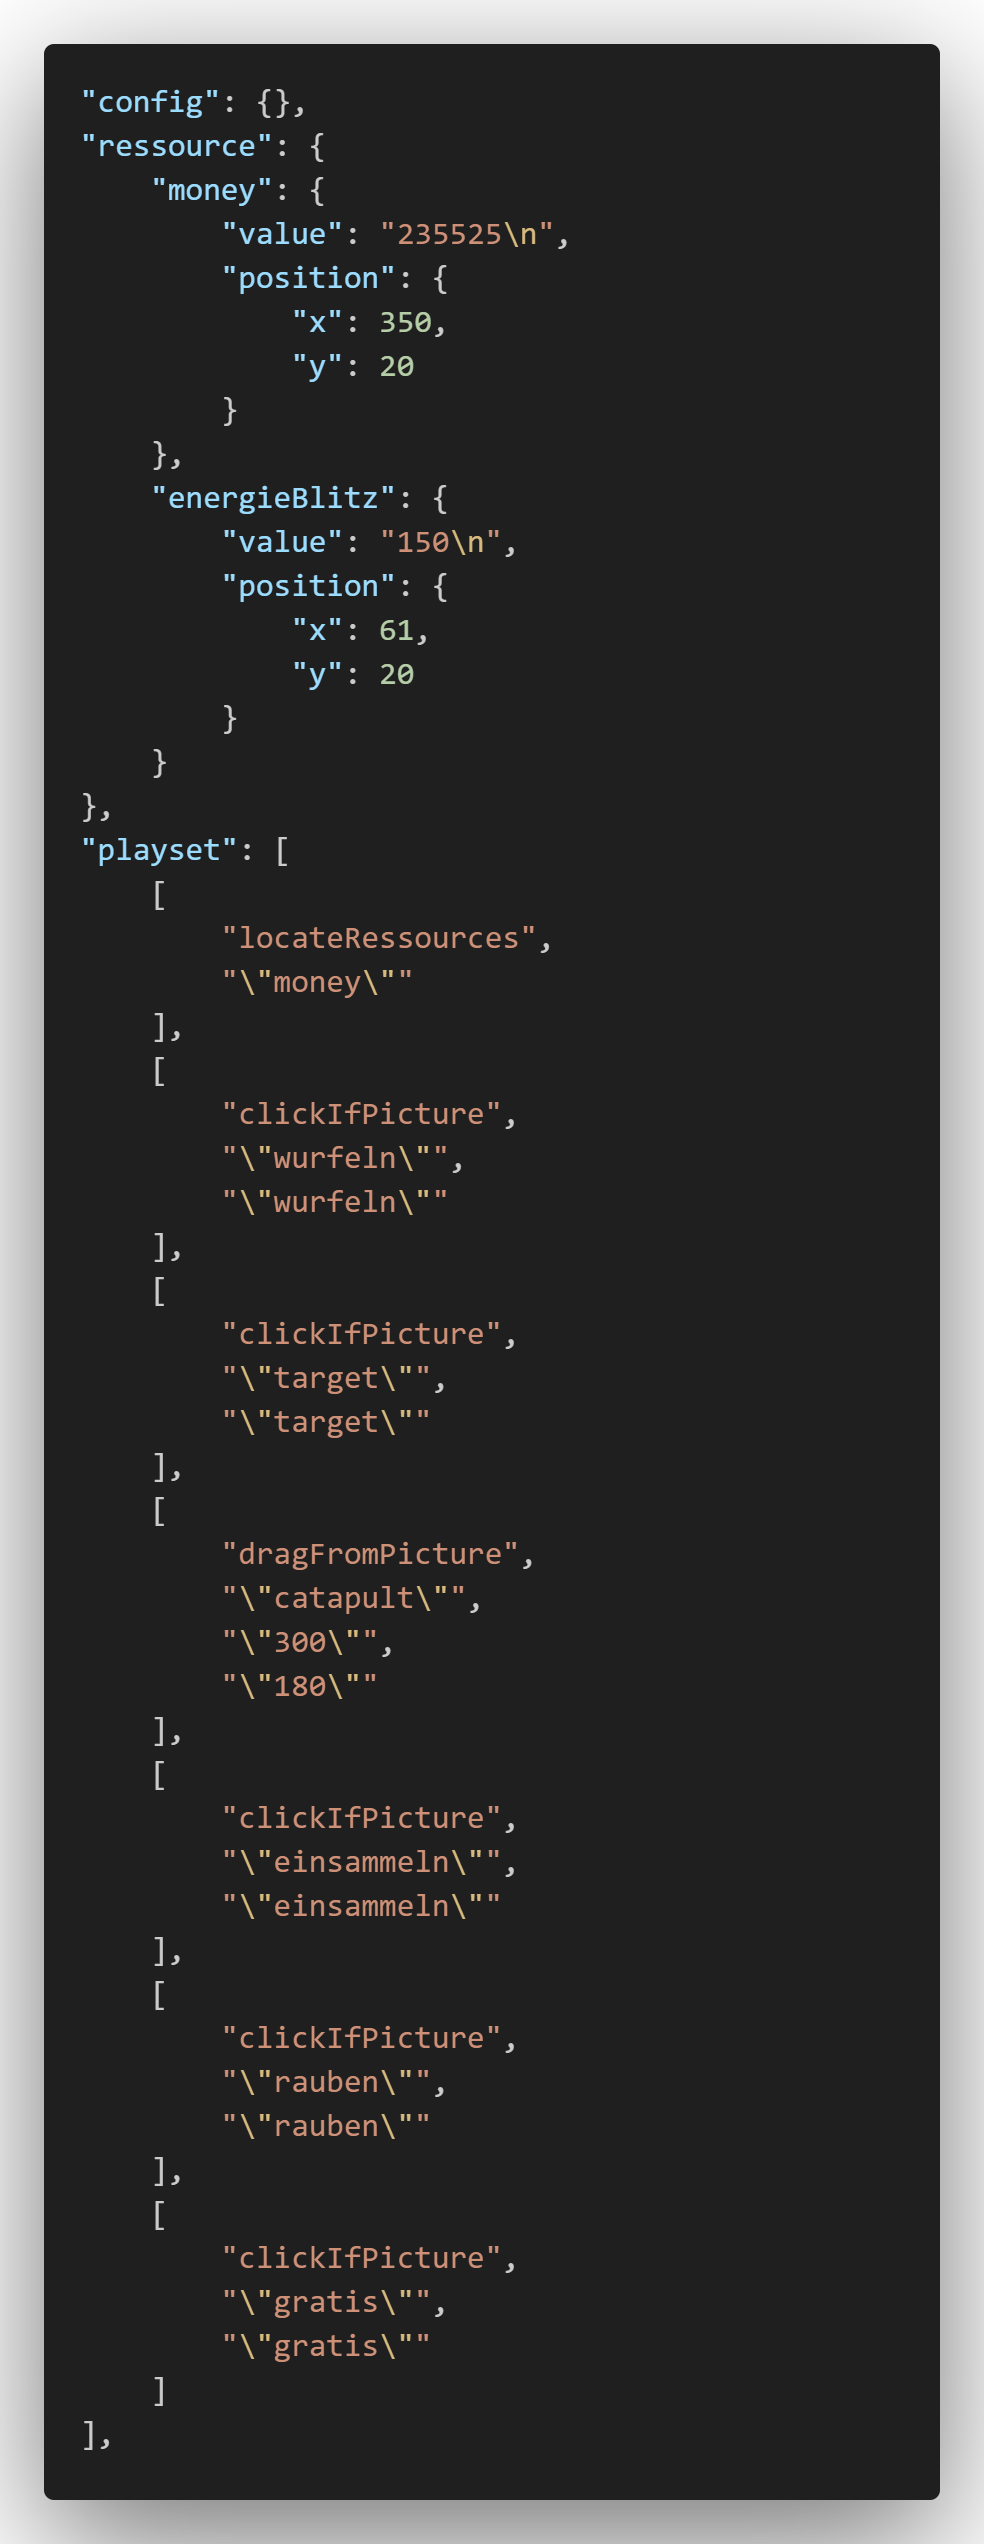 "config": {},
"ressource": {
    "money": {
        "value": "235525\n",
        "position": {
            "x": 350,
            "y": 20
        }
    },
    "energieBlitz": {
        "value": "150\n",
        "position": {
            "x": 61,
            "y": 20
        }
    }
},
"playset": [
    [
        "locateRessources",
        "\"money\""
    ],
    [
        "clickIfPicture",
        "\"wurfeln\"",
        "\"wurfeln\""
    ],
    [
        "clickIfPicture",
        "\"target\"",
        "\"target\""
    ],
    [
        "dragFromPicture",
        "\"catapult\"",
        "\"300\"",
        "\"180\""
    ],
    [
        "clickIfPicture",
        "\"einsammeln\"",
        "\"einsammeln\""
    ],
    [
        "clickIfPicture",
        "\"rauben\"",
        "\"rauben\""
    ],
    [
        "clickIfPicture",
        "\"gratis\"",
        "\"gratis\""
    ]
],